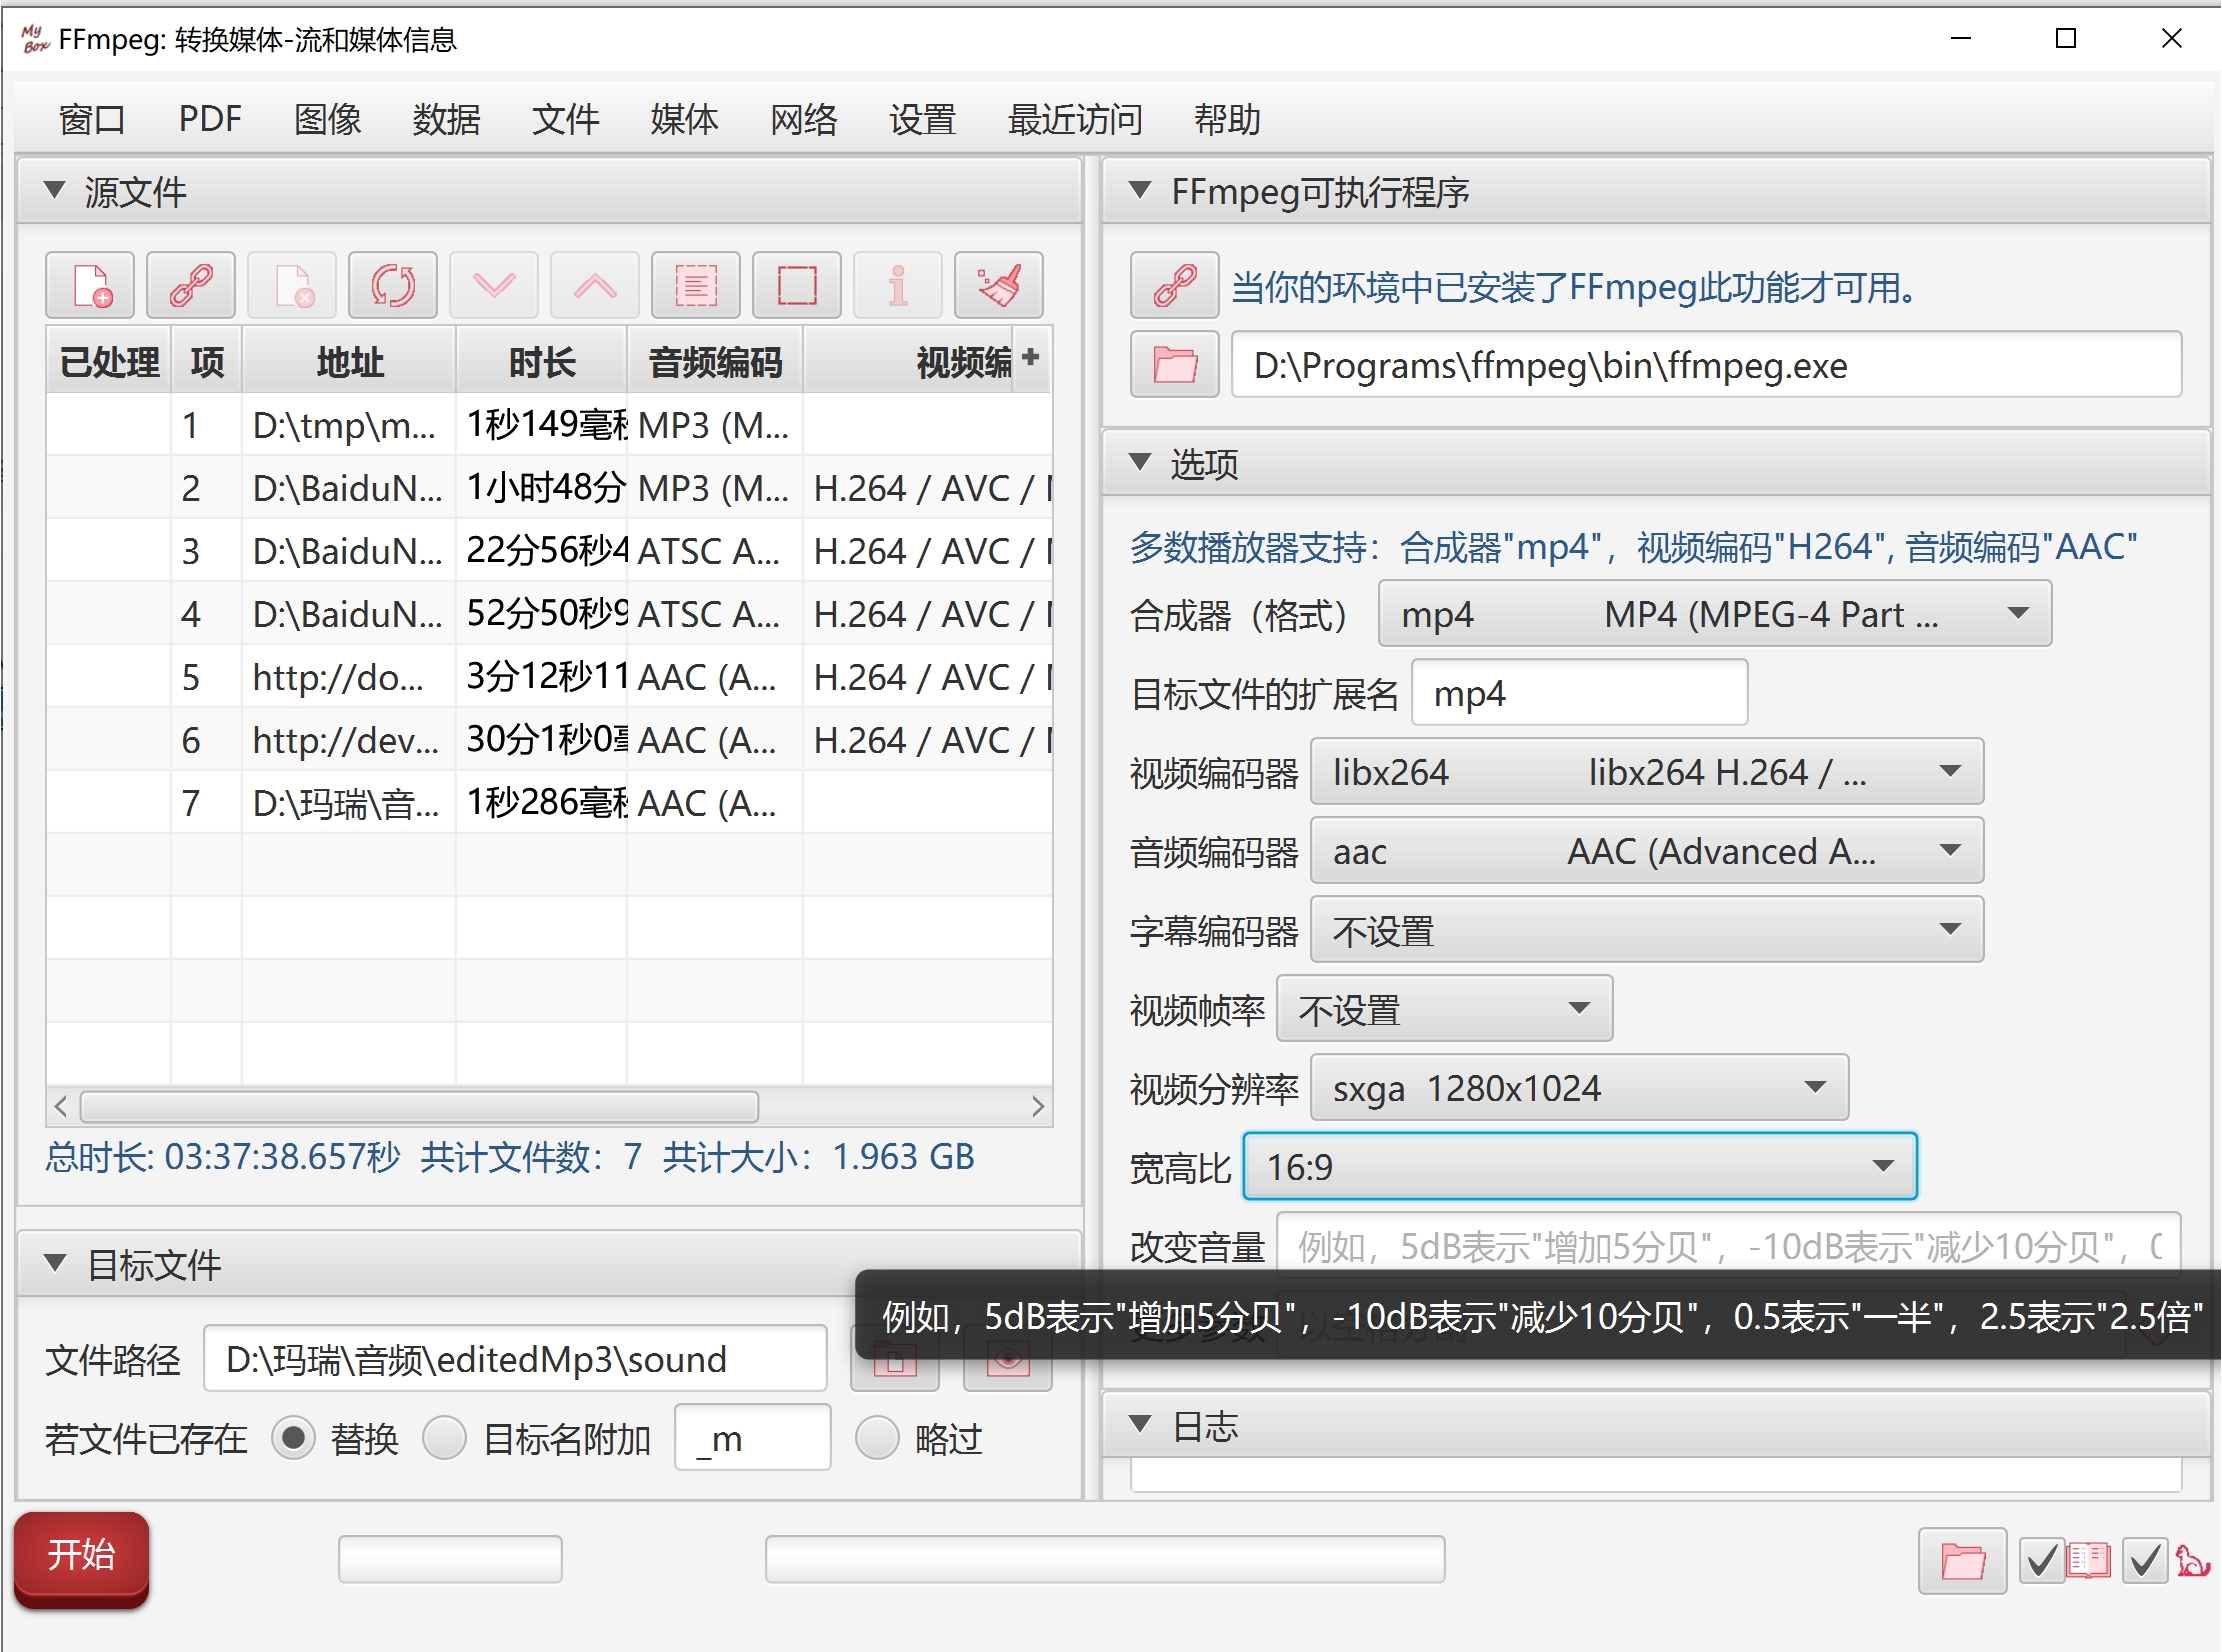 My Box FFmpeg: 转换媒体-流和媒体信息
窗口 PDF 图像 数据 文件 媒体 网络 设置 最近访问 帮助
源文件
已处理 项 地址 时长 音频编码 视频编 +
1 D:\tmp\m... 1秒149毫秒 MP3 (M...
2 D:\BaiduN... 1小时48分 MP3 (M... H.264 / AVC /
3 D:\BaiduN... 22分56秒4 ATSC A... H.264 / AVC /
4 D:\BaiduN... 52分50秒9 ATSC A... H.264 / AVC /
5 http://do... 3分12秒11 AAC (A... H.264 / AVC /
6 http://dev... 30分1秒0毫 AAC (A... H.264 / AVC /
7 D:\玛瑞\音... 1秒286毫秒 AAC (A...
总时长: 03:37:38.657秒 共计文件数：7 共计大小：1.963 GB
目标文件
文件路径 D:\玛瑞\音频\editedMp3\sound
若文件已存在 替换 目标名附加 _m 略过
FFmpeg可执行程序
当你的环境中已安装了FFmpeg此功能才可用。
D:\Programs\ffmpeg\bin\ffmpeg.exe
选项
多数播放器支持：合成器"mp4"，视频编码"H264", 音频编码"AAC"
合成器（格式） mp4 MP4 (MPEG-4 Part ...
目标文件的扩展名 mp4
视频编码器 libx264 libx264 H.264 / ...
音频编码器 aac AAC (Advanced A...
字幕编码器 不设置
视频帧率 不设置
视频分辨率 sxga 1280x1024
宽高比 16:9
改变音量 例如，5dB表示"增加5分贝"，-10dB表示"减少10分贝"，0
例如，5dB表示"增加5分贝"，-10dB表示"减少10分贝"，0.5表示"一半"，2.5表示"2.5倍"
日志
开始